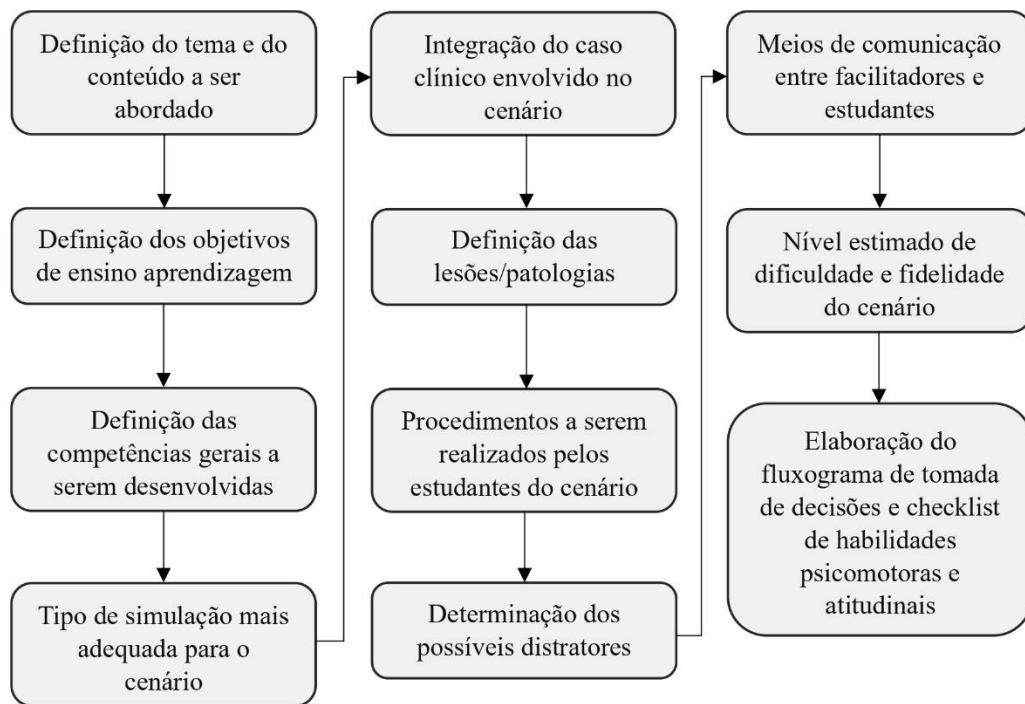 Definição do tema e do
conteúdo a ser
abordado
Definição dos objetivos
de ensino aprendizagem
Definição das
competências gerais a
serem desenvolvidas
Tipo de simulação mais
adequada para o
cenário
Integração do caso
clínico envolvido no
cenário
Definição das
lesões/patologias
Procedimentos a serem
realizados pelos
estudantes do cenário
Determinação dos
possíveis distratores
Meios de comunicação
entre facilitadores e
estudantes
Nível estimado de
dificuldade e fidelidade
do cenário
Elaboração do
fluxograma de tomada
de decisões e checklist
de habilidades
psicomotoras e
atitudinais